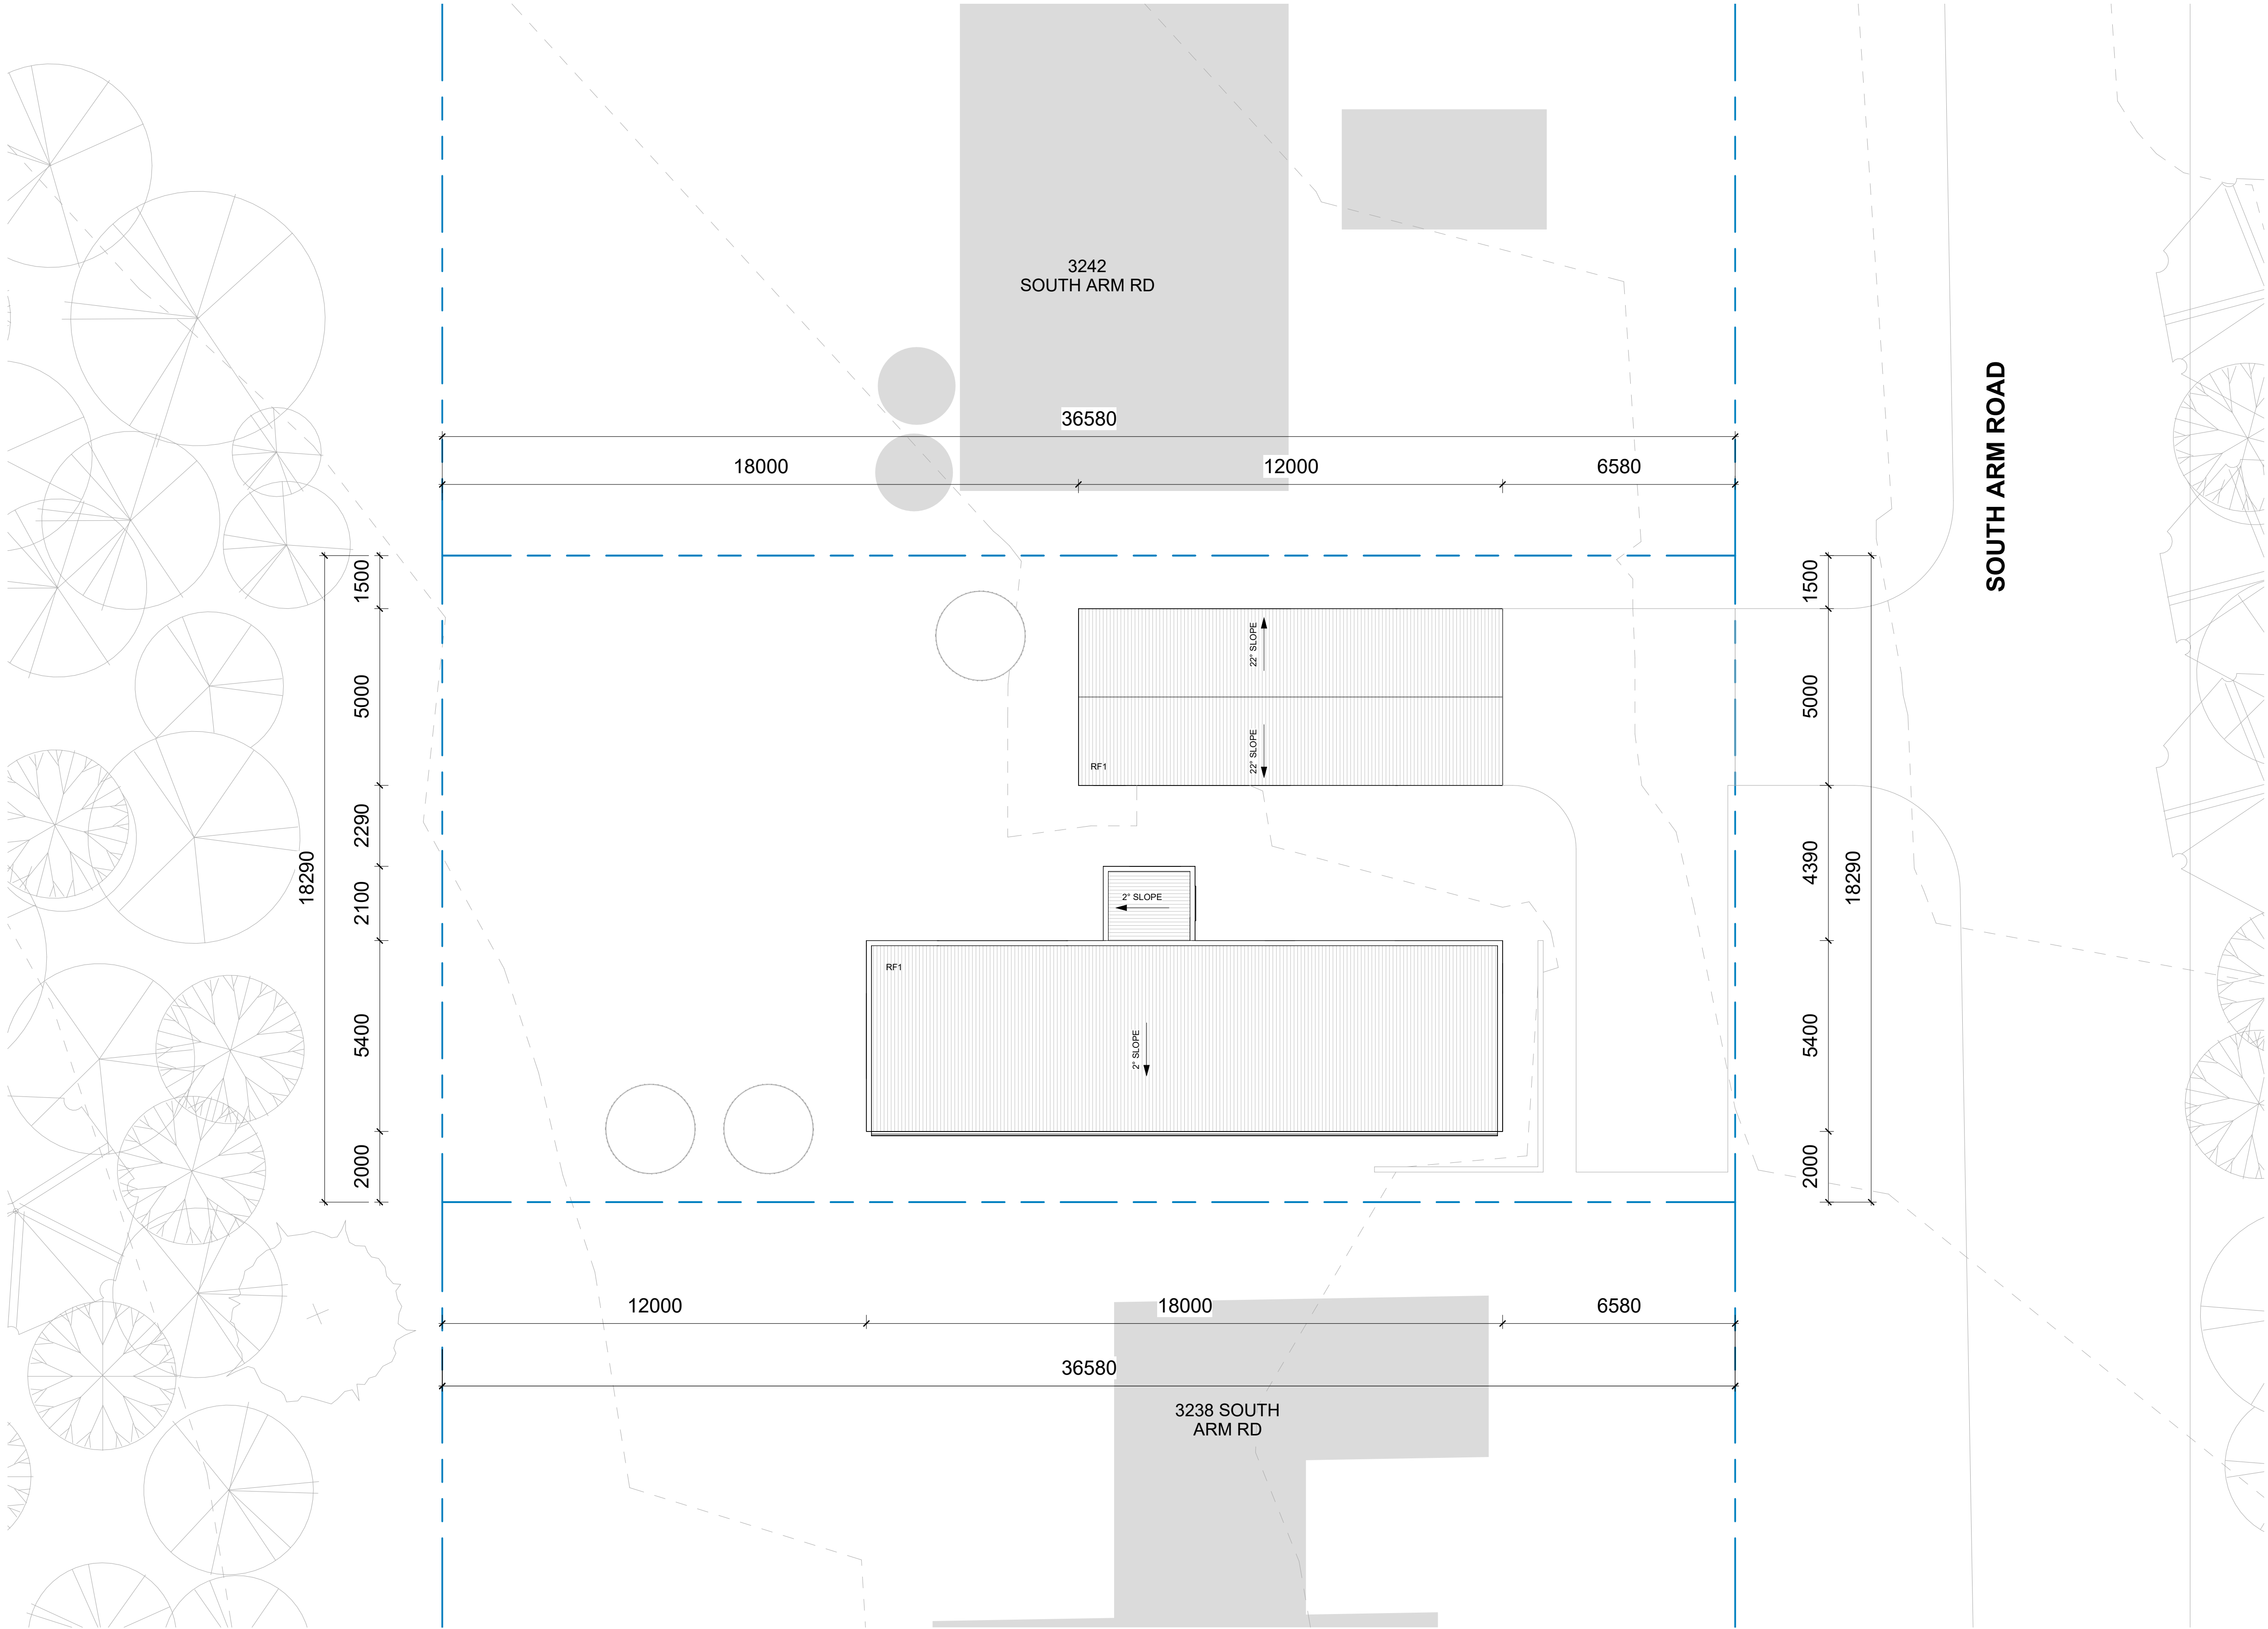 3242
SOUTH ARM RD
SOUTH ARM ROAD
36580
18000
12000
6580
1500
5000
2290
2100
5400
2000
18290
1500
5000
4390
5400
2000
18290
22° SLOPE
22° SLOPE
RF1
2° SLOPE
RF1
2° SLOPE
12000
18000
6580
36580
3238 SOUTH
ARM RD